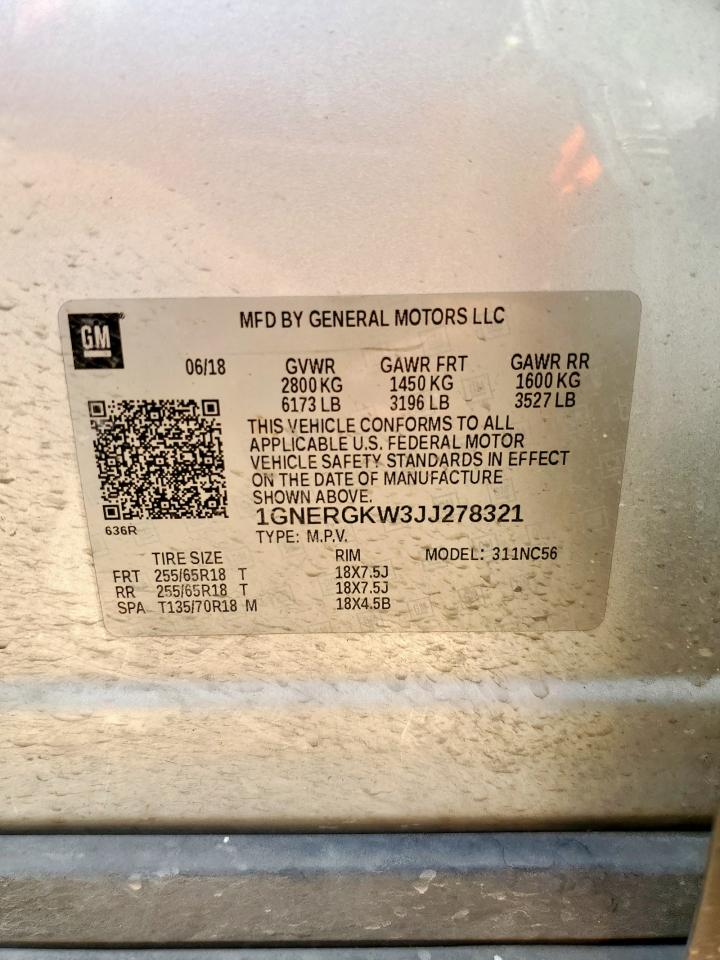 GM
MFD BY GENERAL MOTORS LLC
06/18 GVWR GAWR FRT GAWR RR
2800 KG 1450 KG 1600 KG
6173 LB 3196 LB 3527 LB
THIS VEHICLE CONFORMS TO ALL
APPLICABLE U.S. FEDERAL MOTOR
VEHICLE SAFETY STANDARDS IN EFFECT
ON THE DATE OF MANUFACTURE
SHOWN ABOVE.
1GNERGKW3JJ278321
636R
TYPE: M.P.V.
TIRE SIZE RIM MODEL: 311NC56
FRT 255/65R18 T 18X7.5J
RR 255/65R18 T 18X7.5J
SPA T135/70R18 M 18X4.5B